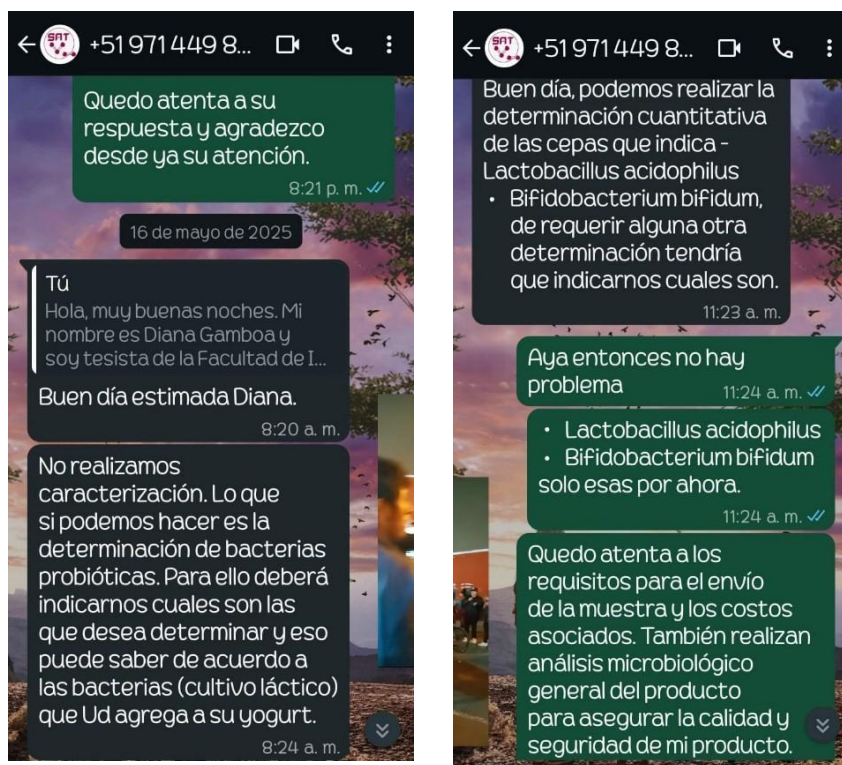 SAT
+51 971 449 8...
Quedo atenta a su
respuesta y agradezco
desde ya su atención.
8:21 p. m.
16 de mayo de 2025
Tú
Hola, muy buenas noches. Mi
nombre es Diana Gamboa y
soy tesista de la Facultad de I...
Buen día estimada Diana.
8:20 a. m.
No realizamos
caracterización. Lo que
si podemos hacer es la
determinación de bacterias
probióticas. Para ello deberá
indicarnos cuales son las
que desea determinar y eso
puede saber de acuerdo a
las bacterias (cultivo láctico)
que Ud agrega a su yogurt.
8:24 a. m.
SAT
+51 971 449 8...
Buen día, podemos realizar la
determinación cuantitativa
de las cepas que indica -
Lactobacillus acidophilus
• Bifidobacterium bifidum,
de requerir alguna otra
determinación tendría
que indicarnos cuales son.
11:23 a. m.
Aya entonces no hay
problema
11:24 a. m.
• Lactobacillus acidophilus
• Bifidobacterium bifidum
solo esas por ahora.
11:24 a. m.
Quedo atenta a los
requisitos para el envío
de la muestra y los costos
asociados. También realizan
análisis microbiológico
general del producto
para asegurar la calidad y
seguridad de mi producto.